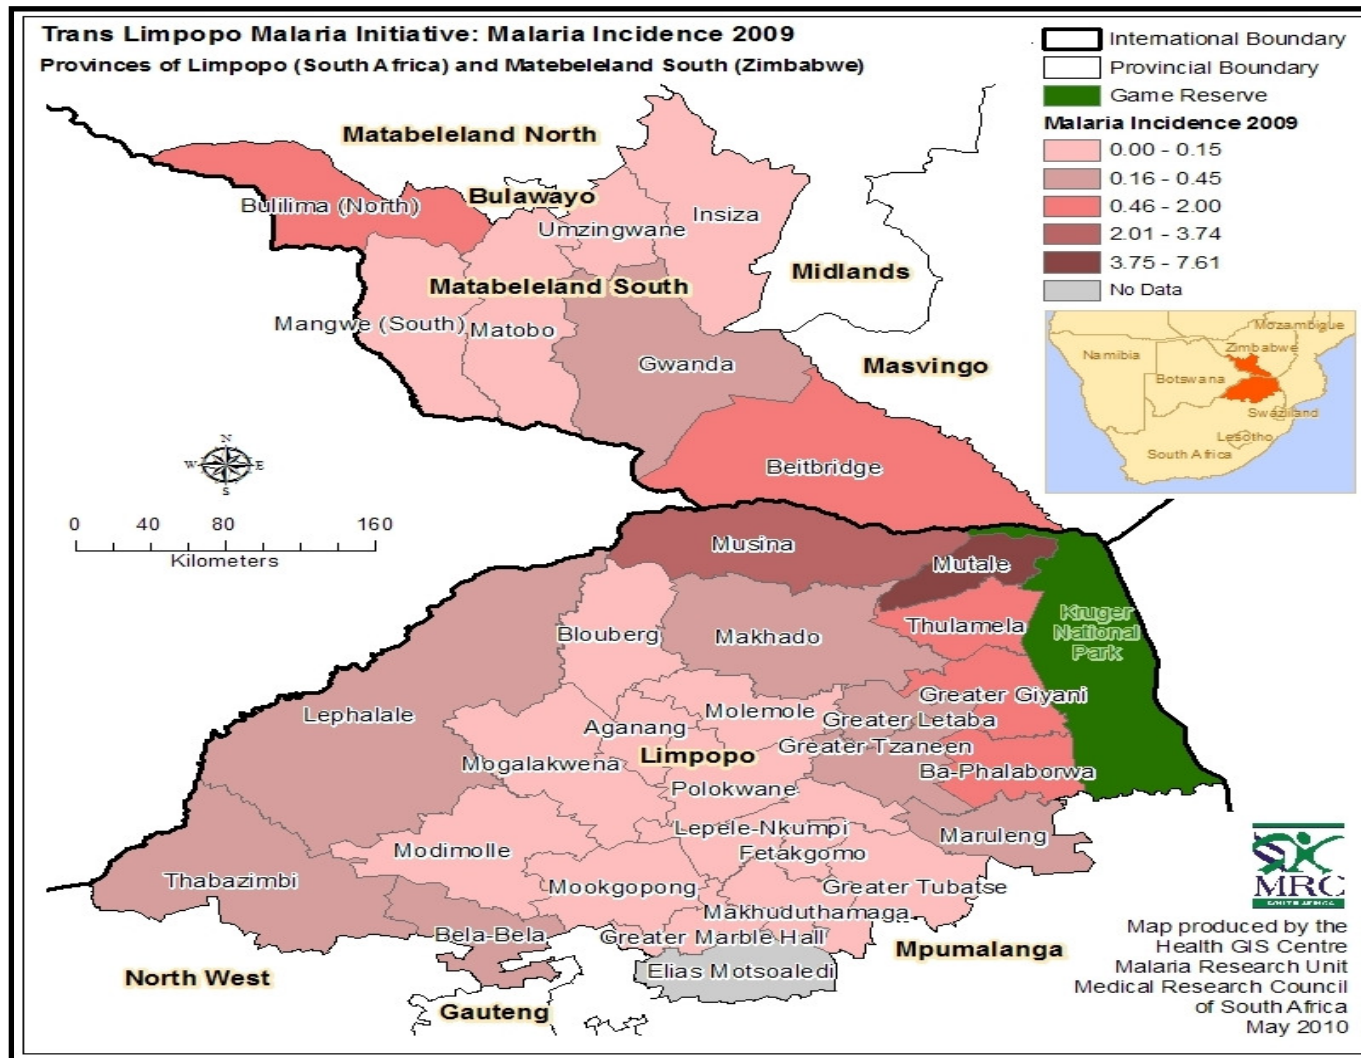 Trans Limpopo Malaria Initiative: Malaria Incidence 2009
Provinces of Limpopo (South Africa) and Matebeleland South (Zimbabwe)
International Boundary
Provincial Boundary
Game Reserve
Malaria Incidence 2009
0.00 - 0.15
0.16 - 0.45
0.46 - 2.00
2.01 - 3.74
3.75 - 7.61
No Data
Matabeleland North
Bulilima (North)
Bulawayo
Umzingwane
Insiza
Midlands
Matabeleland South
Mangwe (South)
Matobo
Gwanda
Masvingo
Beitbridge
Mozambique
Zimbabwe
Namibia
Botswana
Swaziland
Lesotho
South Africa
N
W
E
S
0 40 80 160
Kilometers
Musina
Mutale
Blouberg
Makhado
Thulamela
Kruger
National
Park
Lephalale
Greater Giyani
Molemole
Aganang
Greater Letaba
Limpopo
Greater Tzaneen
Mogalakwena
Ba-Phalaborwa
Polokwane
Lepele-Nkumpi
Maruleng
Modimolle
Fetakgomo
Thabazimbi
Mookgopong
Greater Tubatse
Makhuduthamaga
Bela-Bela
Greater Marble Hall
Mpumalanga
Elias Motsoaledi
North West
Gauteng
MRC
SOUTH AFRICA
Map produced by the
Health GIS Centre
Malaria Research Unit
Medical Research Council
of South Africa
May 2010